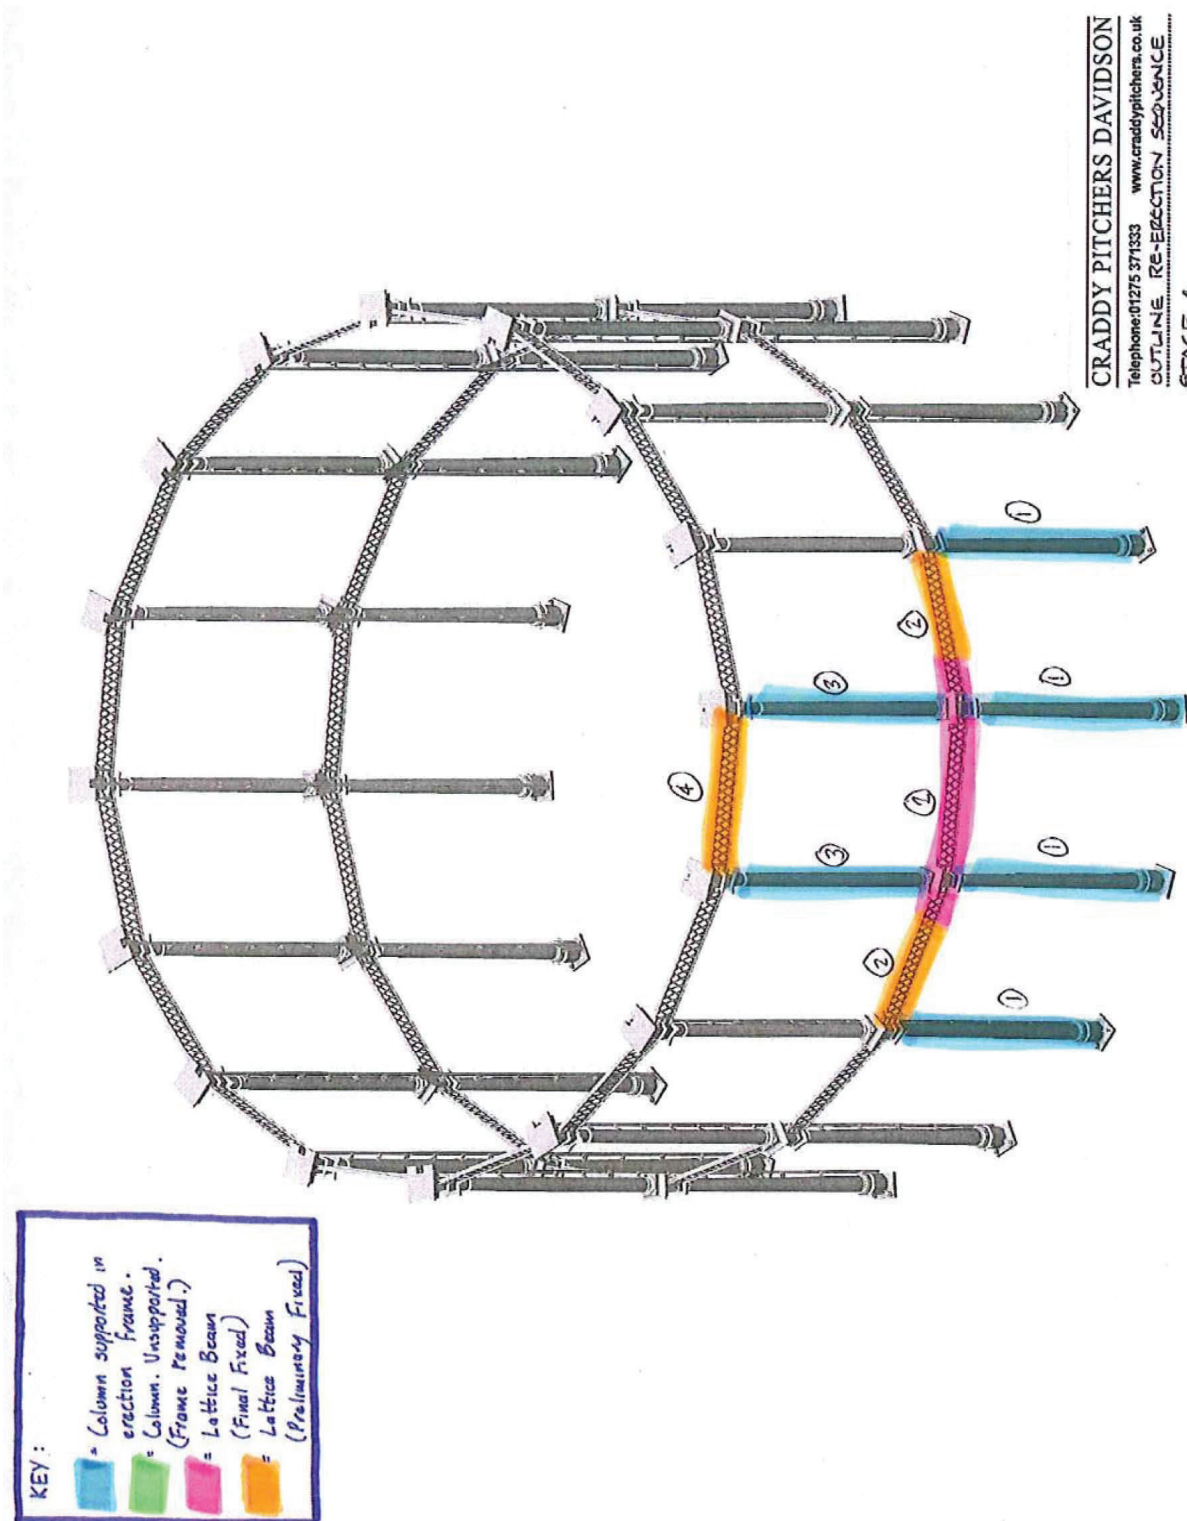 KEY:
= Column supported in
erection frame.
= Column. Unsupported.
(Frame removed.)
= Lattice Beam
(Final Fixed)
= Lattice Beam
(Preliminary Fixed)
①
①
①
①
②
②
②
③
③
④
CRADDY PITCHERS DAVIDSON
Telephone:01275 371333 www.craddypitchers.co.uk
OUTLINE RE-ERECTION SEQUENCE